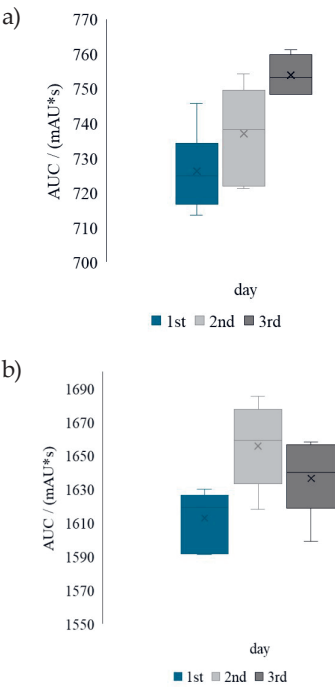 a)
AUC / (mAU*s)
770
760
750
740
730
720
710
700
day
1st 2nd 3rd
b)
AUC / (mAU*s)
1690
1670
1650
1630
1610
1590
1570
1550
day
1st 2nd 3rd